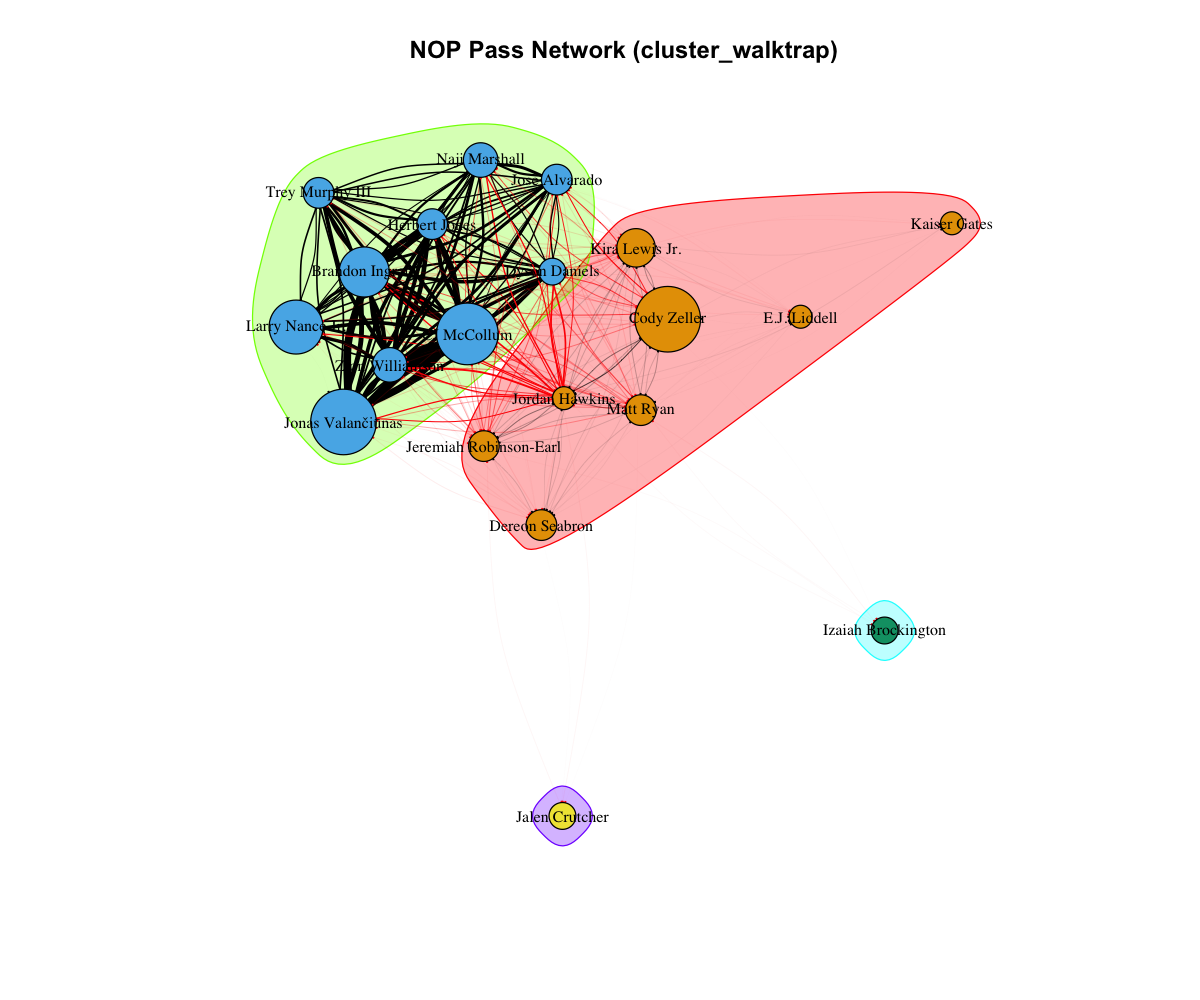 NOP Pass Network (cluster_walktrap)
Naji Marshall
Jose Alvarado
Trey Murphy III
Herbert Jones
Kaiser Gates
Kira Lewis Jr.
Brandon Ingram
Dyson Daniels
Cody Zeller
E.J. Liddell
Larry Nance Jr.
McCollum
Zion Williamson
Jordan Hawkins
Matt Ryan
Jonas Valančiūnas
Jeremiah Robinson-Earl
Dereon Seabron
Izaiah Brockington
Jalen Crutcher